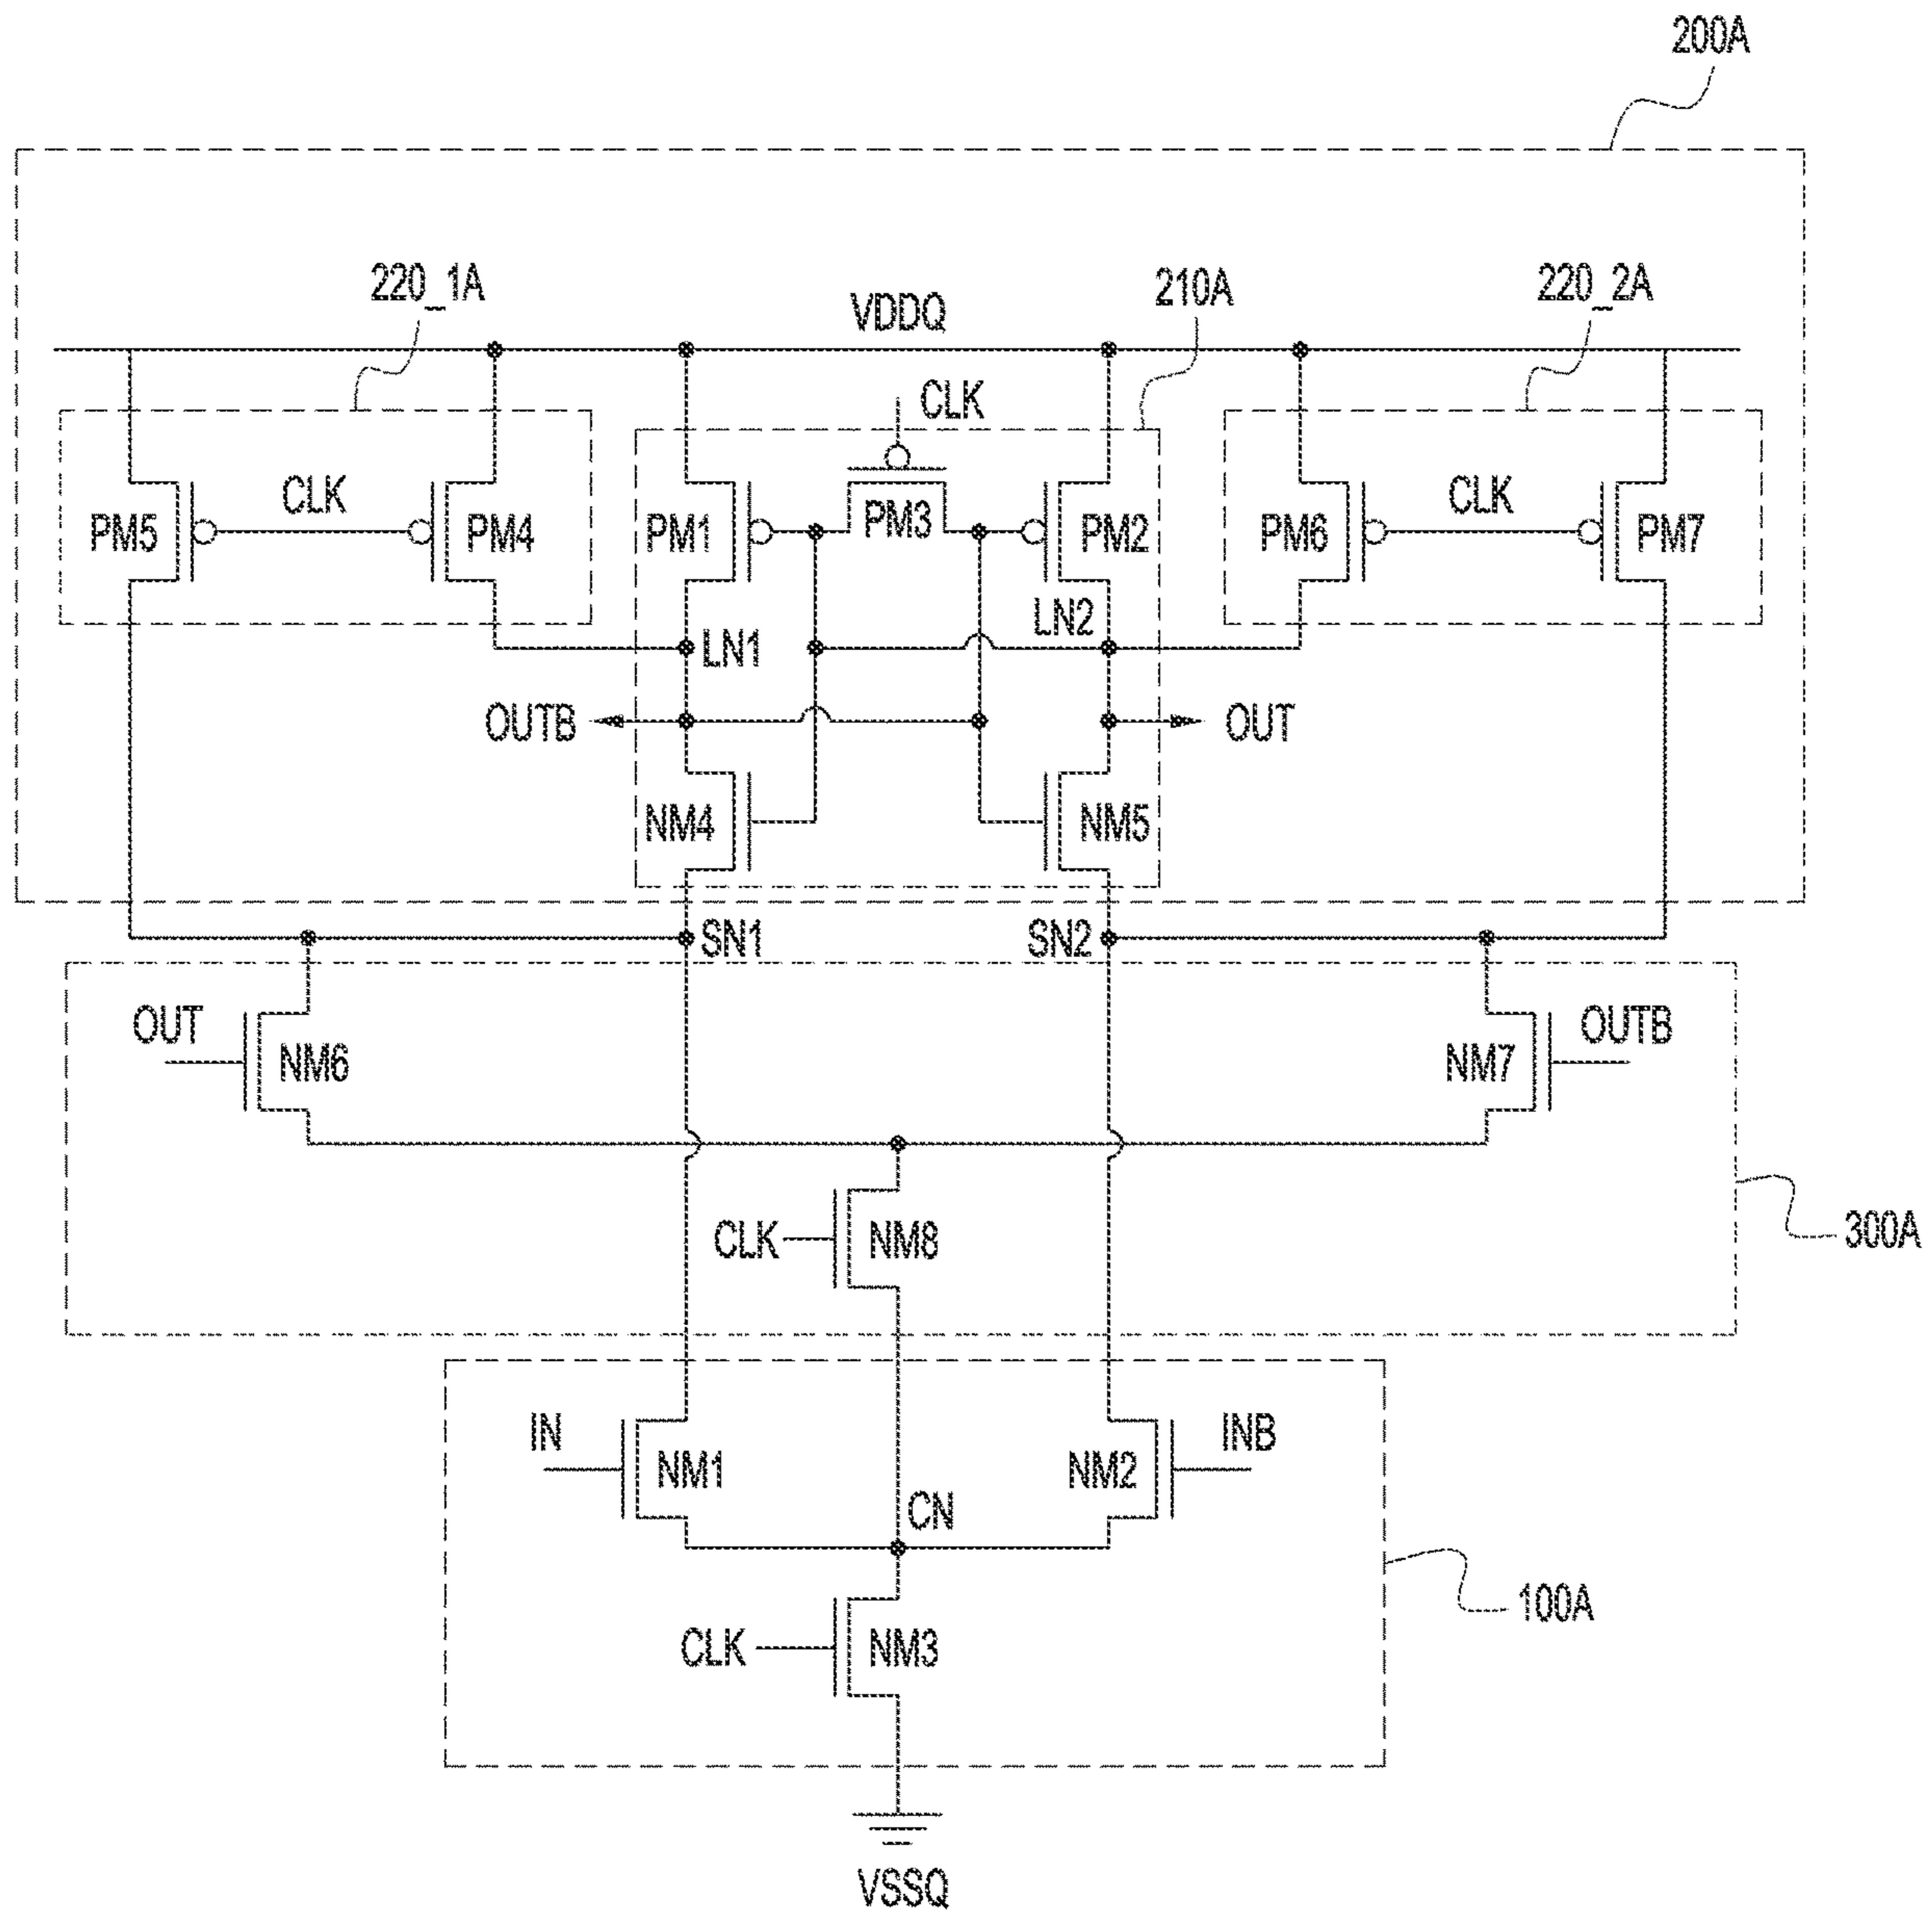 200A
220_1A
VDDQ
210A
220_2A
CLK
PM5
CLK
PM4
PM1
PM3
PM2
PM6
CLK
PM7
LN1
LN2
OUTB
OUT
NM4
NM5
SN1
SN2
OUT
NM6
NM7
OUTB
CLK
NM8
300A
IN
NM1
NM2
INB
CN
CLK
NM3
100A
VSSQ